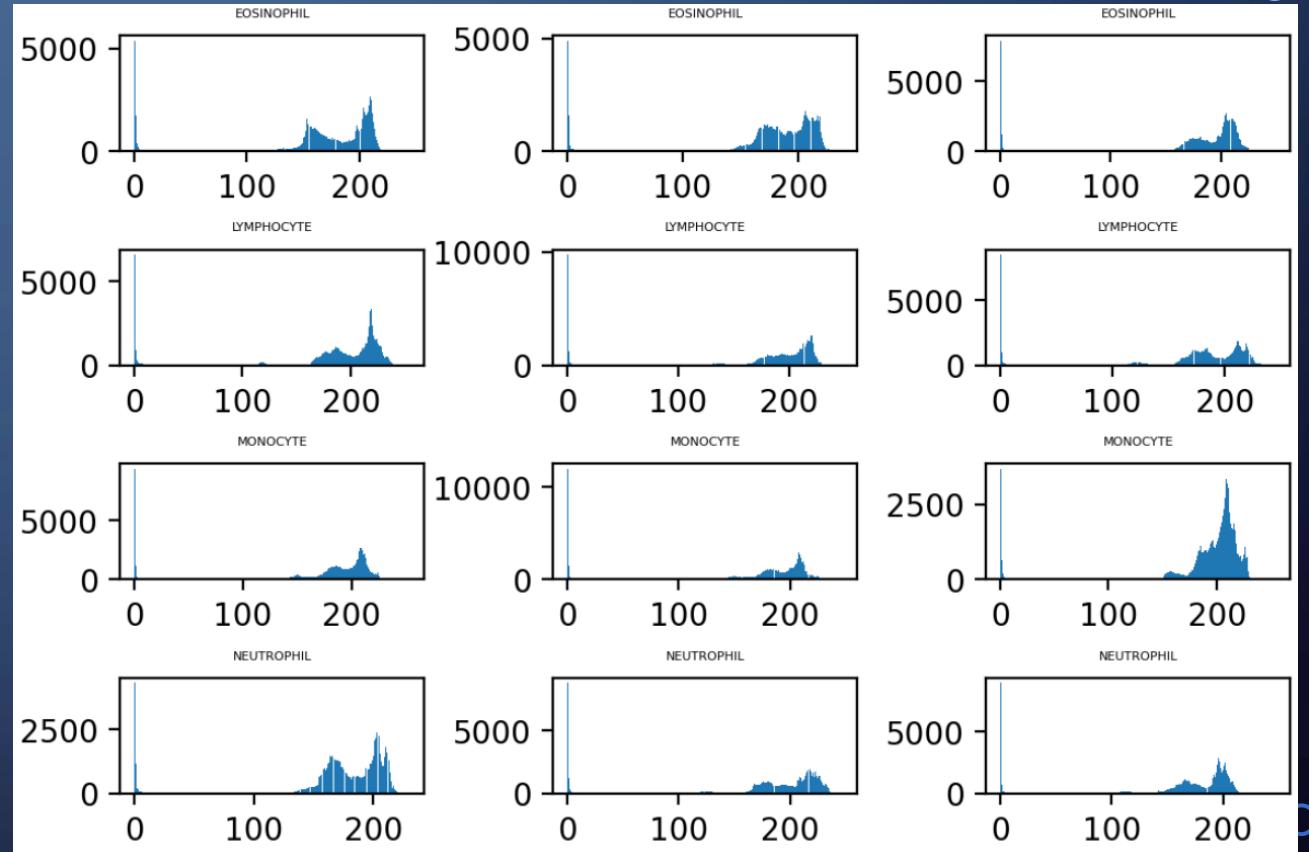 EOSINOPHIL EOSINOPHIL EOSINOPHIL
5000 5000 5000
0 0 0
0 100 200 0 100 200 0 100 200
LYMPHOCYTE LYMPHOCYTE LYMPHOCYTE
5000 10000 5000
0 0 0
0 100 200 0 100 200 0 100 200
MONOCYTE MONOCYTE MONOCYTE
5000 10000 2500
0 0 0
0 100 200 0 100 200 0 100 200
NEUTROPHIL NEUTROPHIL NEUTROPHIL
2500 5000 5000
0 0 0
0 100 200 0 100 200 0 100 200